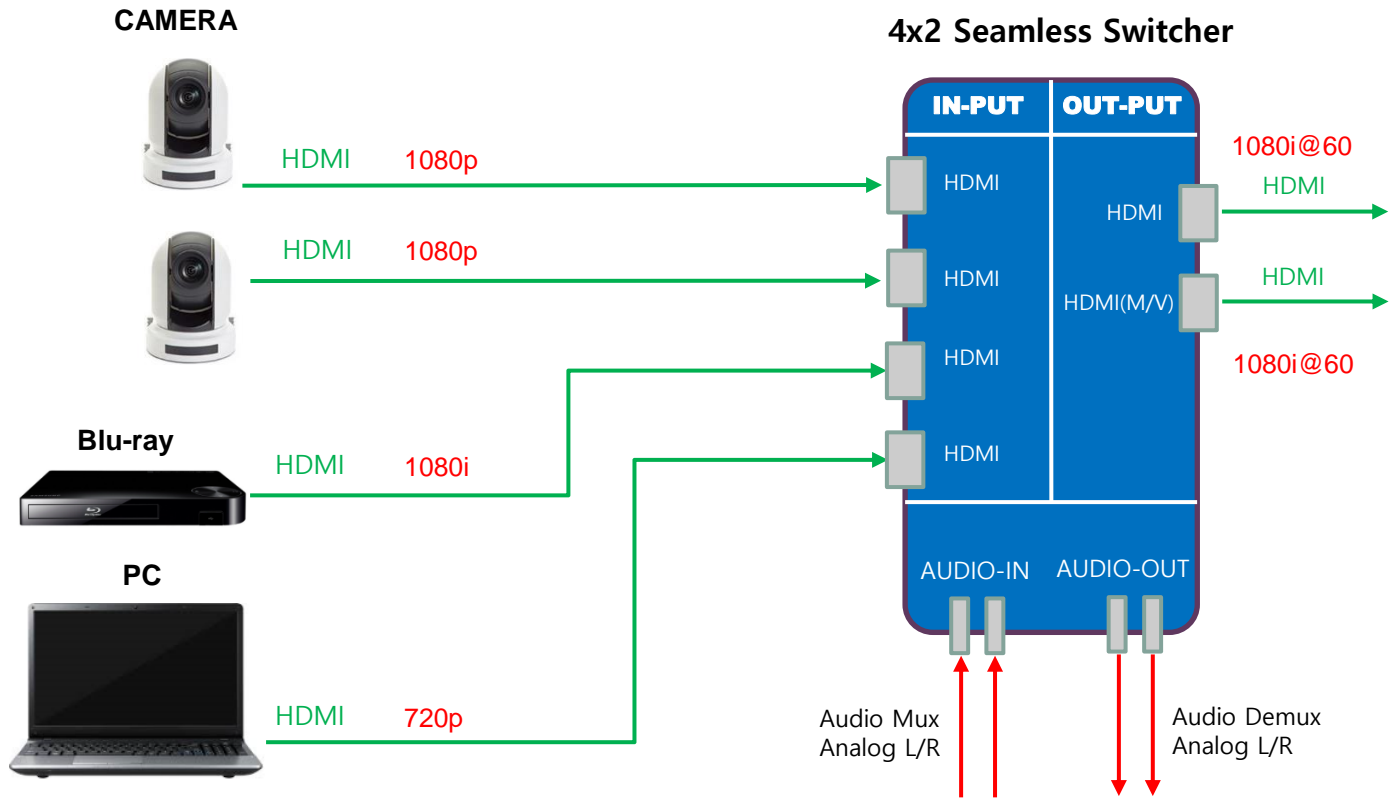 CAMERA
4x2 Seamless Switcher
IN-PUT
OUT-PUT
HDMI 1080p
HDMI
1080i@60
HDMI
HDMI
HDMI 1080p
HDMI
HDMI
HDMI(M/V)
1080i@60
HDMI
Blu-ray
HDMI 1080i
HDMI
PC
AUDIO-IN
AUDIO-OUT
HDMI 720p
Audio Mux
Analog L/R
Audio Demux
Analog L/R